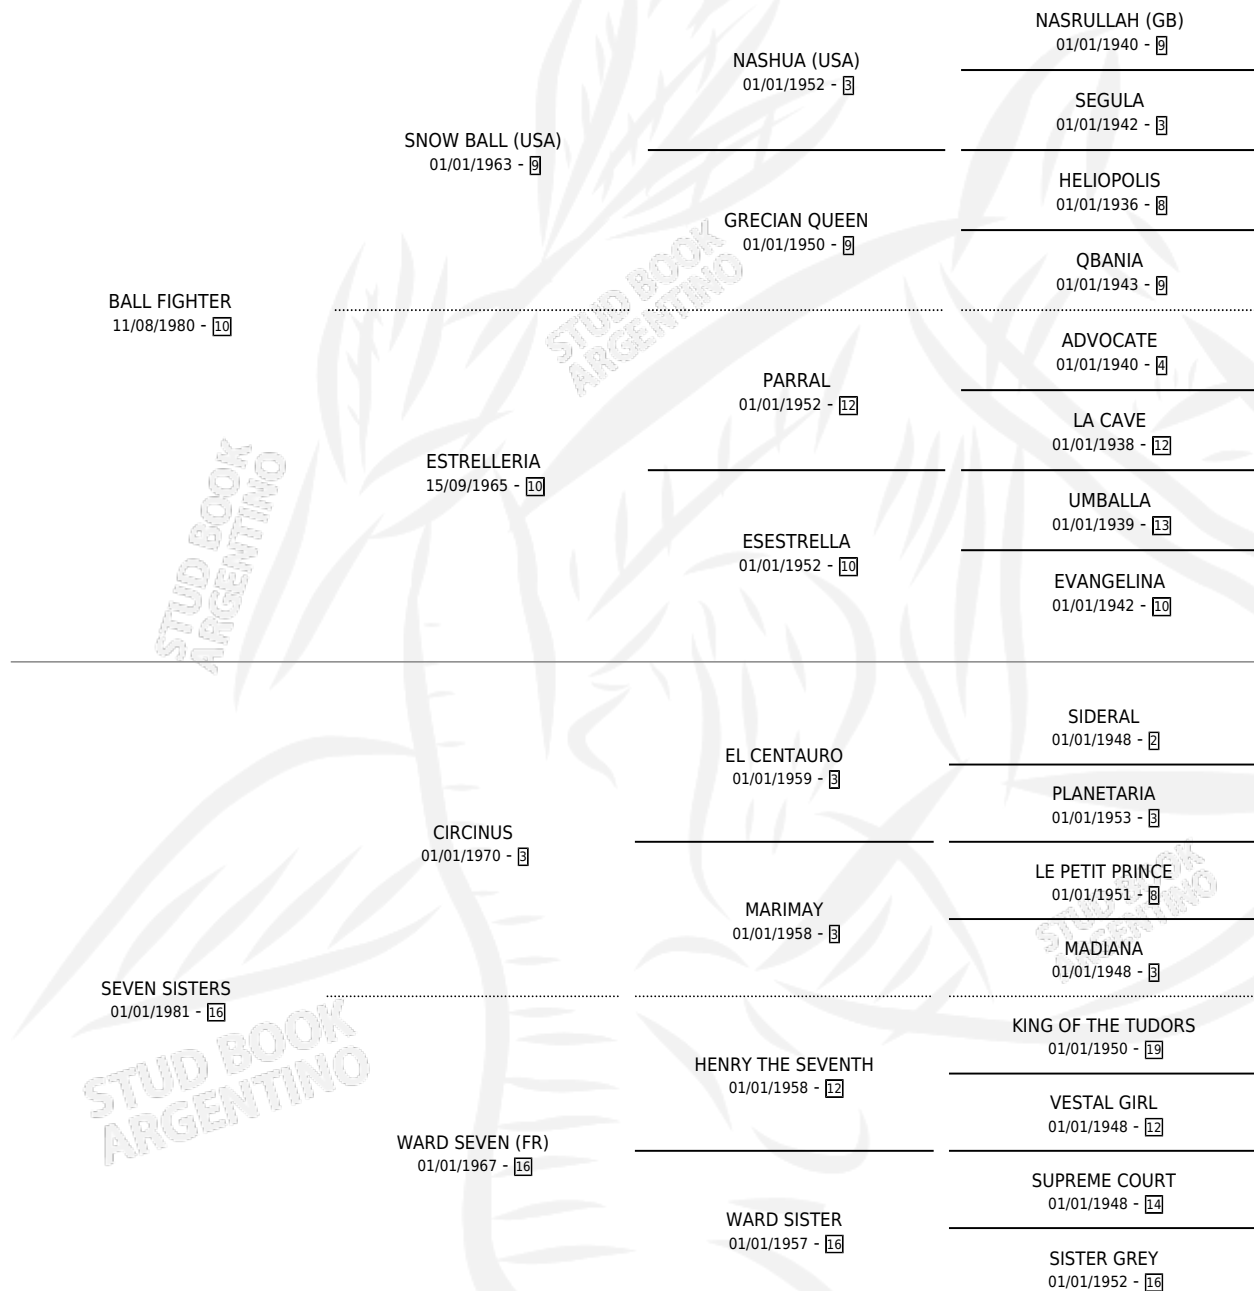 NASRULLAH (GB)
01/01/1940 - 9
NASHUA (USA)
01/01/1952 - 3
SEGULA
01/01/1942 - 3
SNOW BALL (USA)
01/01/1963 - 9
HELIOPOLIS
01/01/1936 - 8
GRECIAN QUEEN
01/01/1950 - 9
QBANIA
01/01/1943 - 9
BALL FIGHTER
11/08/1980 - 10
ADVOCATE
01/01/1940 - 4
PARRAL
01/01/1952 - 12
LA CAVE
01/01/1938 - 12
ESTRELLERIA
15/09/1965 - 10
UMBALLA
01/01/1939 - 13
ESESTRELLA
01/01/1952 - 10
EVANGELINA
01/01/1942 - 10
SIDERAL
01/01/1948 - 2
EL CENTAURO
01/01/1959 - 3
PLANETARIA
01/01/1953 - 3
CIRCINUS
01/01/1970 - 3
LE PETIT PRINCE
01/01/1951 - 8
MARIMAY
01/01/1958 - 3
MADIANA
01/01/1948 - 3
SEVEN SISTERS
01/01/1981 - 16
KING OF THE TUDORS
01/01/1950 - 19
HENRY THE SEVENTH
01/01/1958 - 12
VESTAL GIRL
01/01/1948 - 12
WARD SEVEN (FR)
01/01/1967 - 16
SUPREME COURT
01/01/1948 - 14
WARD SISTER
01/01/1957 - 16
SISTER GREY
01/01/1952 - 16
STUD BOOK
ARGENTINO
STUD BOOK
ARGENTINO
STUD BOOK
ARGENTINO
STUD BOOK
ARGENTINO